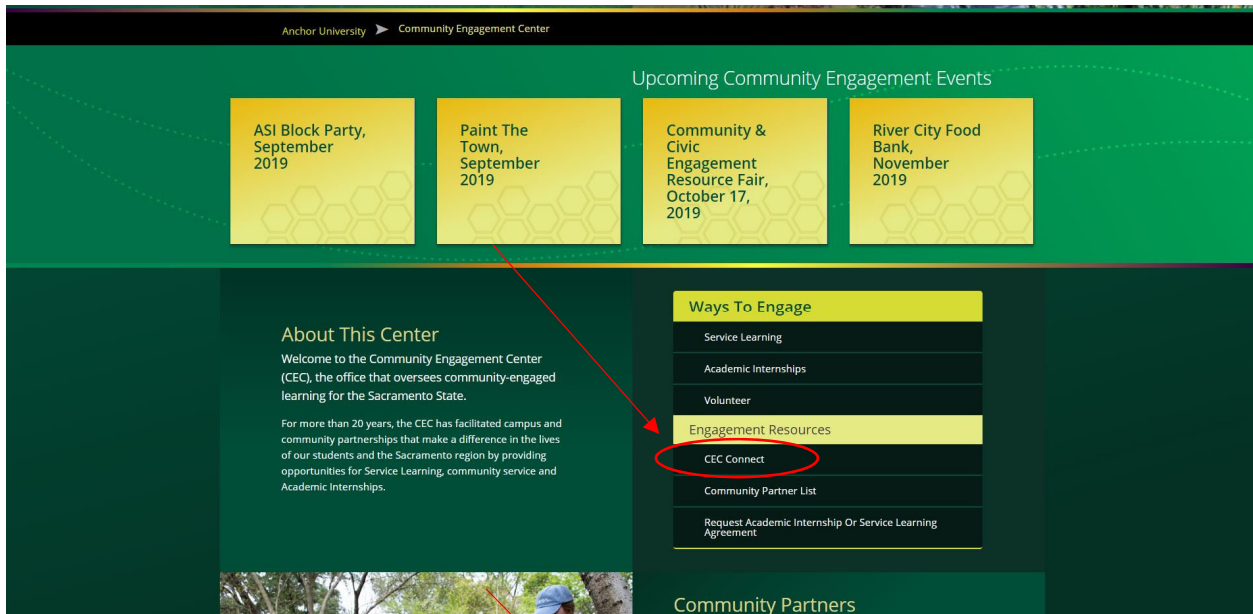 Anchor University ➤ Community Engagement Center
Upcoming Community Engagement Events
ASI Block Party,
September
2019
Paint The
Town,
September
2019
Community &
Civic
Engagement
Resource Fair,
October 17,
2019
River City Food
Bank,
November
2019
About This Center
Welcome to the Community Engagement Center
(CEC), the office that oversees community-engaged
learning for the Sacramento State.
For more than 20 years, the CEC has facilitated campus and
community partnerships that make a difference in the lives
of our students and the Sacramento region by providing
opportunities for Service Learning, community service and
Academic Internships.
Ways To Engage
Service Learning
Academic Internships
Volunteer
Engagement Resources
CEC Connect
Community Partner List
Request Academic Internship Or Service Learning
Agreement
Community Partners